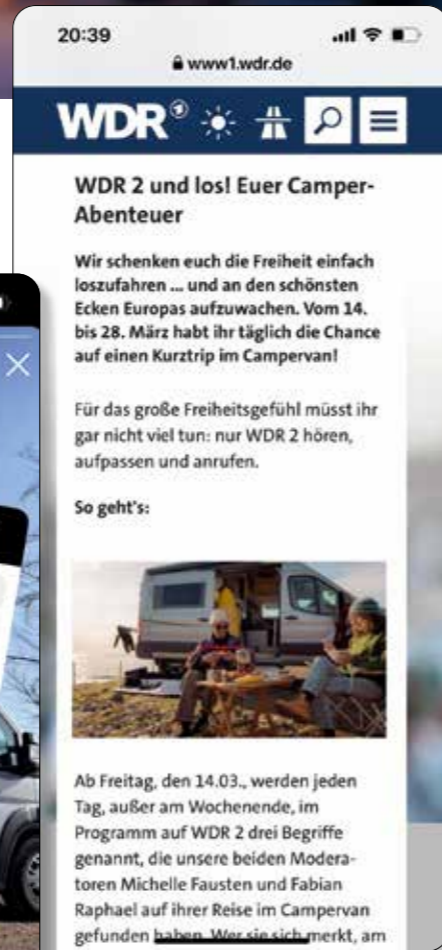 20:39
www1.wdr.de
WDR
WDR 2 und los! Euer Camper-
Abenteuer
Wir schenken euch die Freiheit einfach
loszufahren ... und an den schönsten
Ecken Europas aufzuwachen. Vom 14.
bis 28. März habt ihr täglich die Chance
auf einen Kurztrip im Campervan!
Für das große Freiheitsgefühl müsst ihr
gar nicht viel tun: nur WDR 2 hören,
aufpassen und anrufen.
So geht's:
Ab Freitag, den 14.03., werden jeden
Tag, außer am Wochenende, im
Programm auf WDR 2 drei Begriffe
genannt, die unsere beiden Modera-
toren Michelle Fausten und Fabian
Raphael auf ihrer Reise im Campervan
gefunden haben. Wer sie sich merkt, am